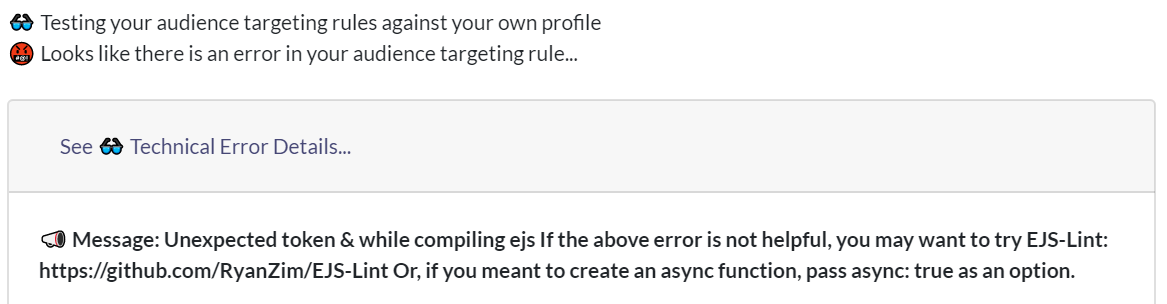 Testing your audience targeting rules against your own profile
Looks like there is an error in your audience targeting rule...
See Technical Error Details...
Message: Unexpected token & while compiling ejs If the above error is not helpful, you may want to try EJS-Lint:
https://github.com/RyanZim/EJS-Lint Or, if you meant to create an async function, pass async: true as an option.